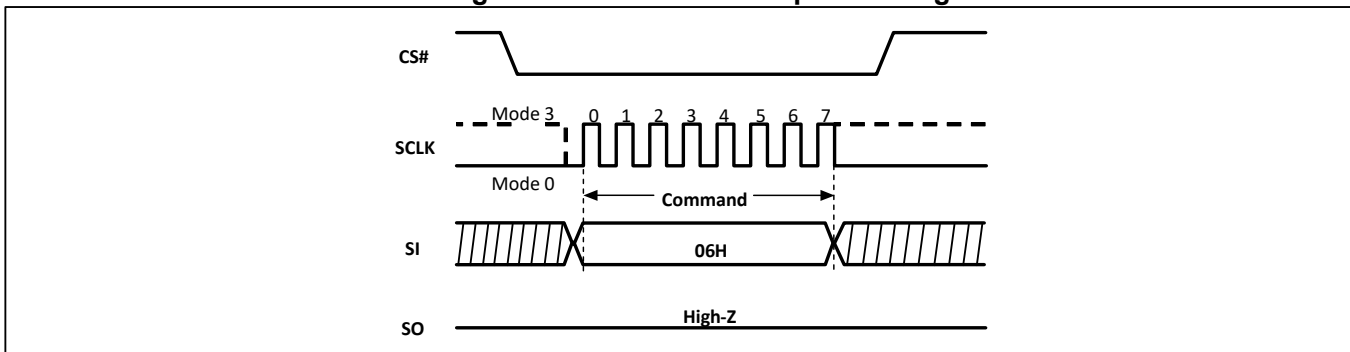 CS#
Mode 3 0 1 2 3 4 5 6 7
SCLK
Mode 0
Command
SI
06H
High-Z
SO